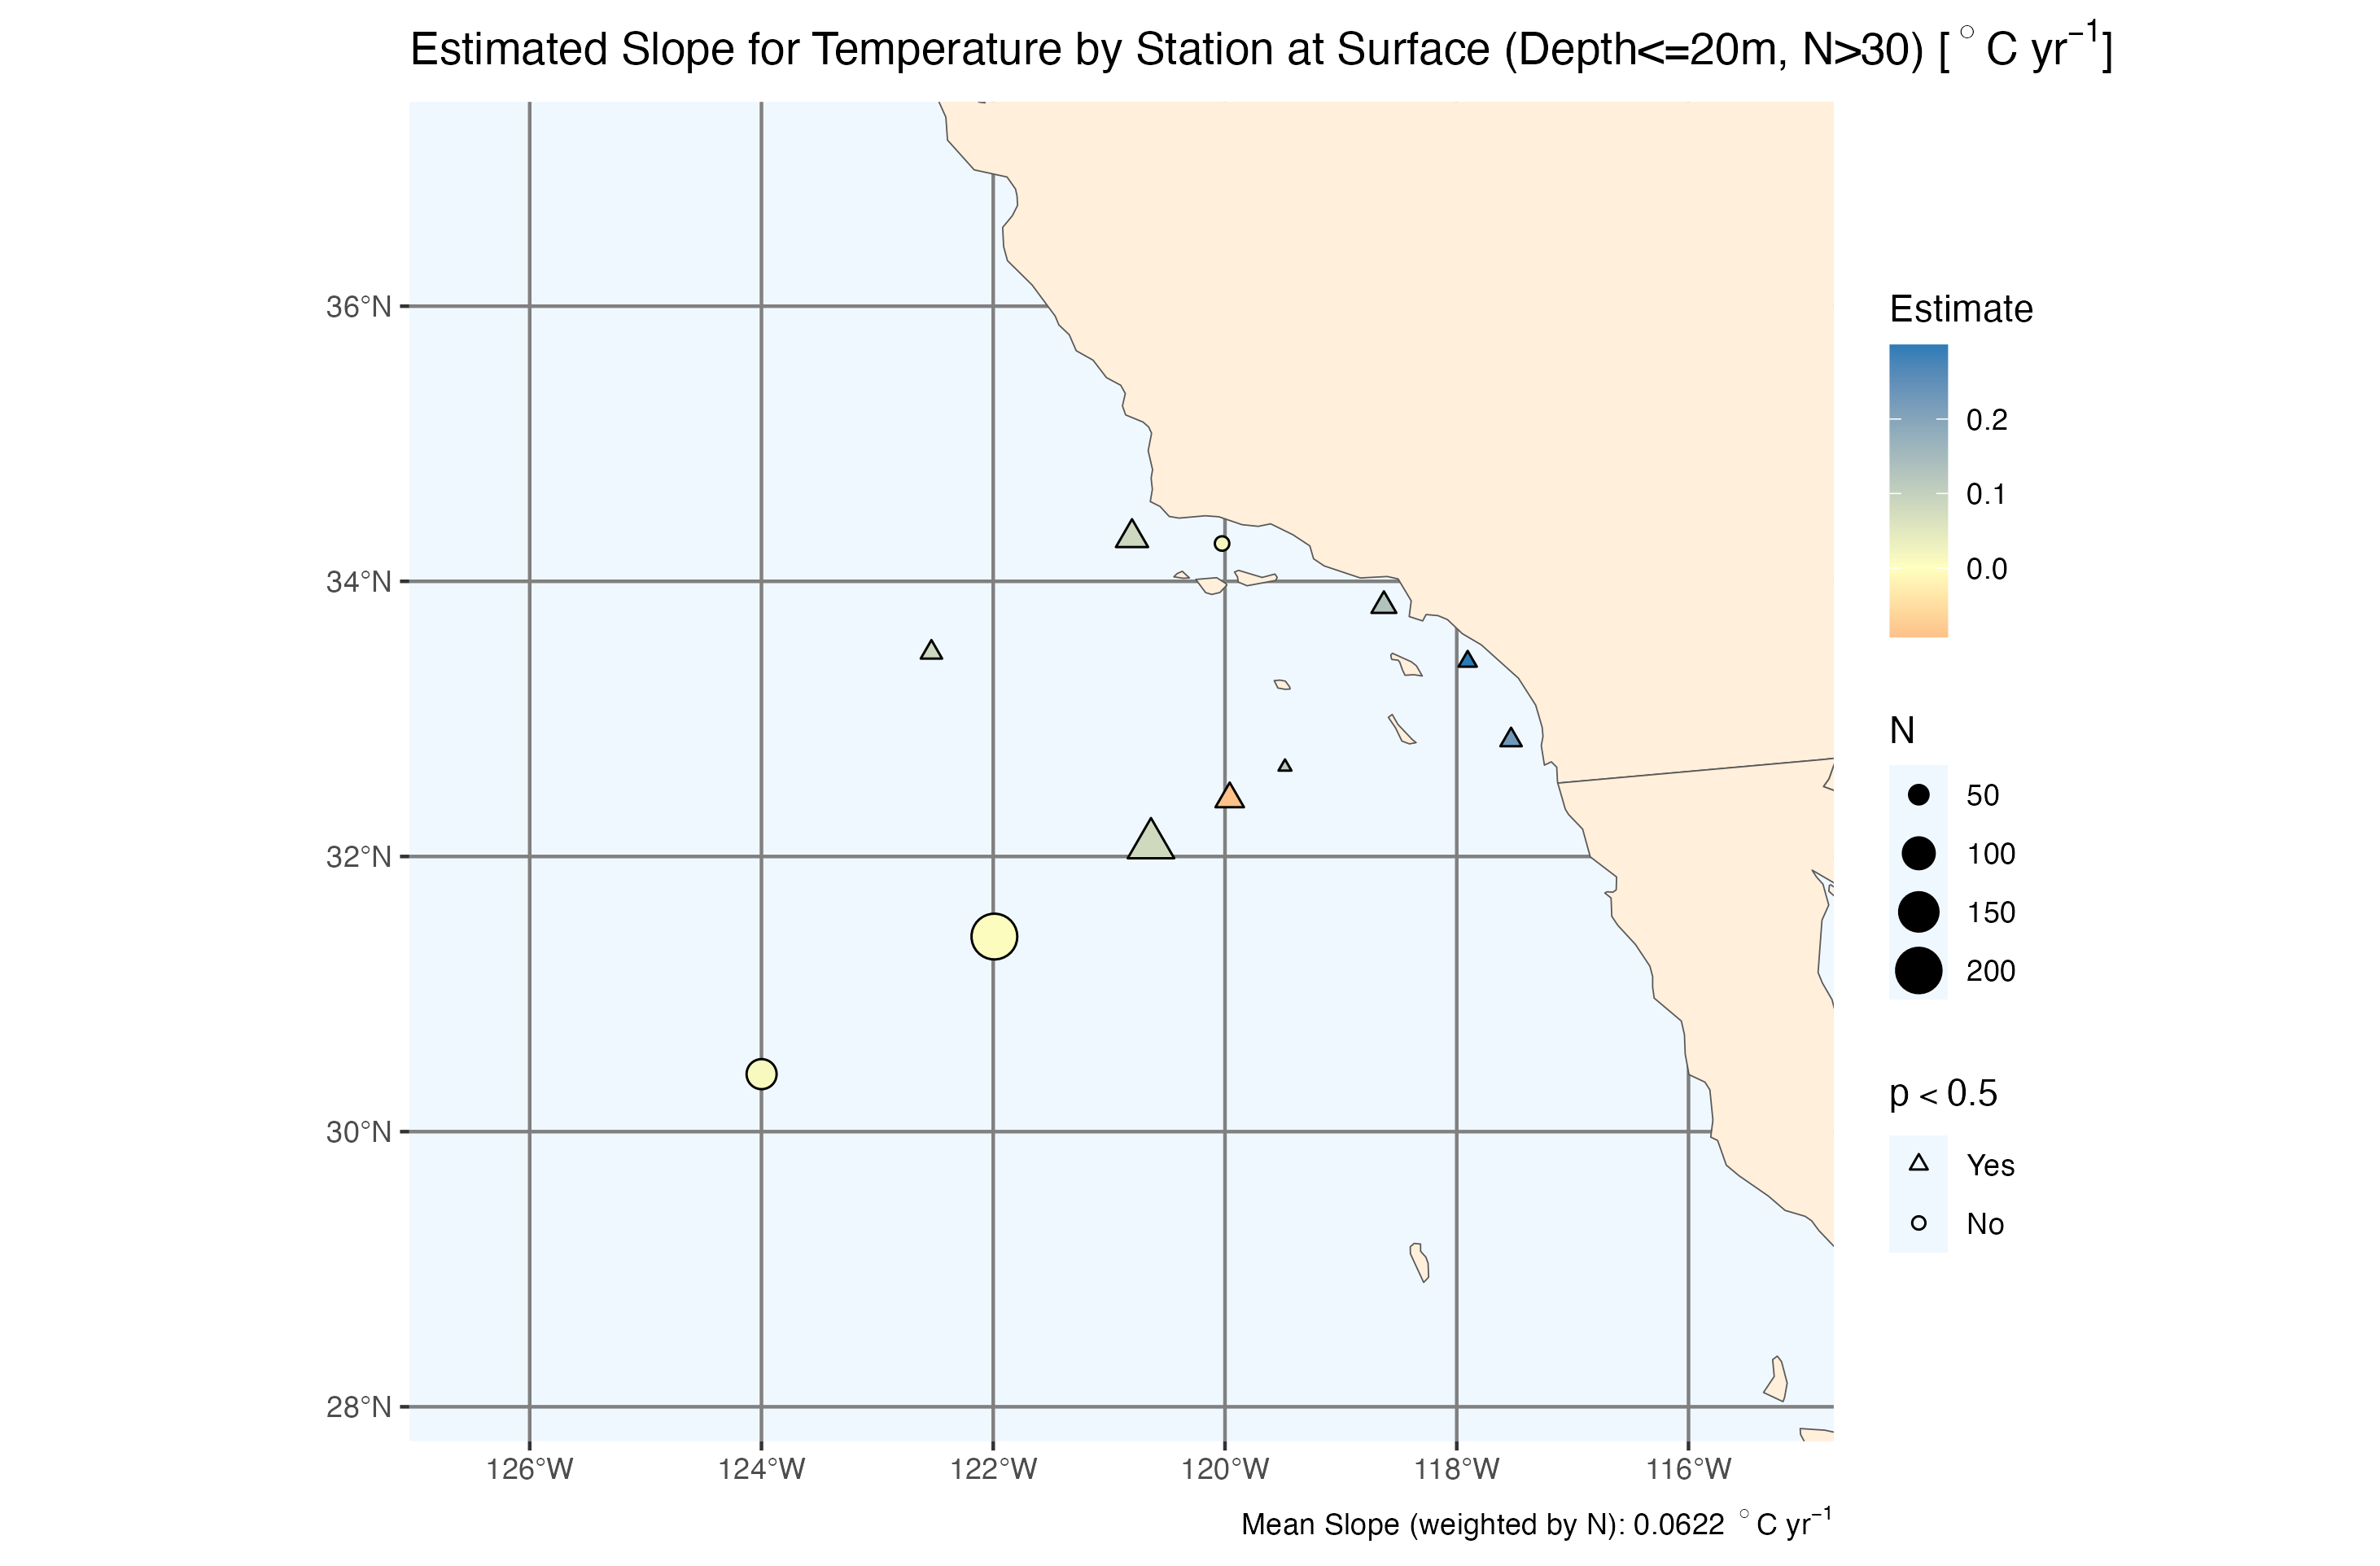 Estimated Slope for Temperature by Station at Surface (Depth<=20m, N>30) [°C yr⁻¹]
36°N
34°N
32°N
30°N
28°N
126°W 124°W 122°W 120°W 118°W 116°W
Mean Slope (weighted by N): 0.0622 °C yr⁻¹
Estimate
0.2
0.1
0.0
N
50
100
150
200
p < 0.5
Yes
No